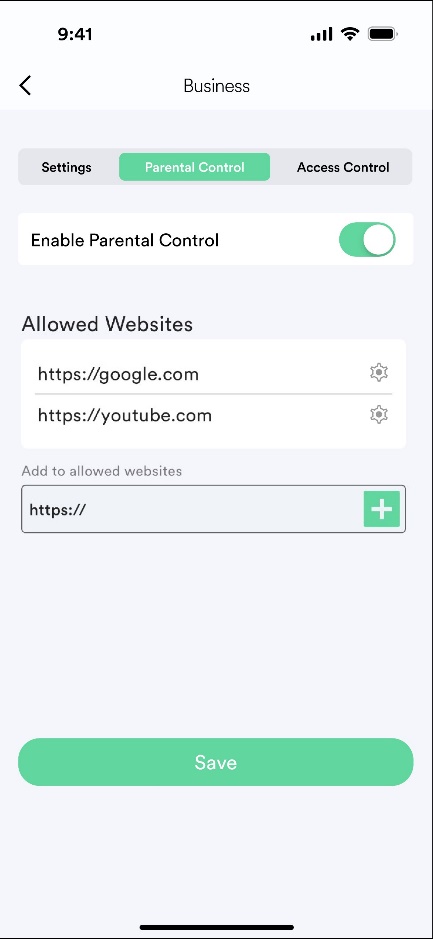 9:41
Business
Settings Parental Control Access Control
Enable Parental Control
Allowed Websites
https://google.com
https://youtube.com
Add to allowed websites
https://
Save